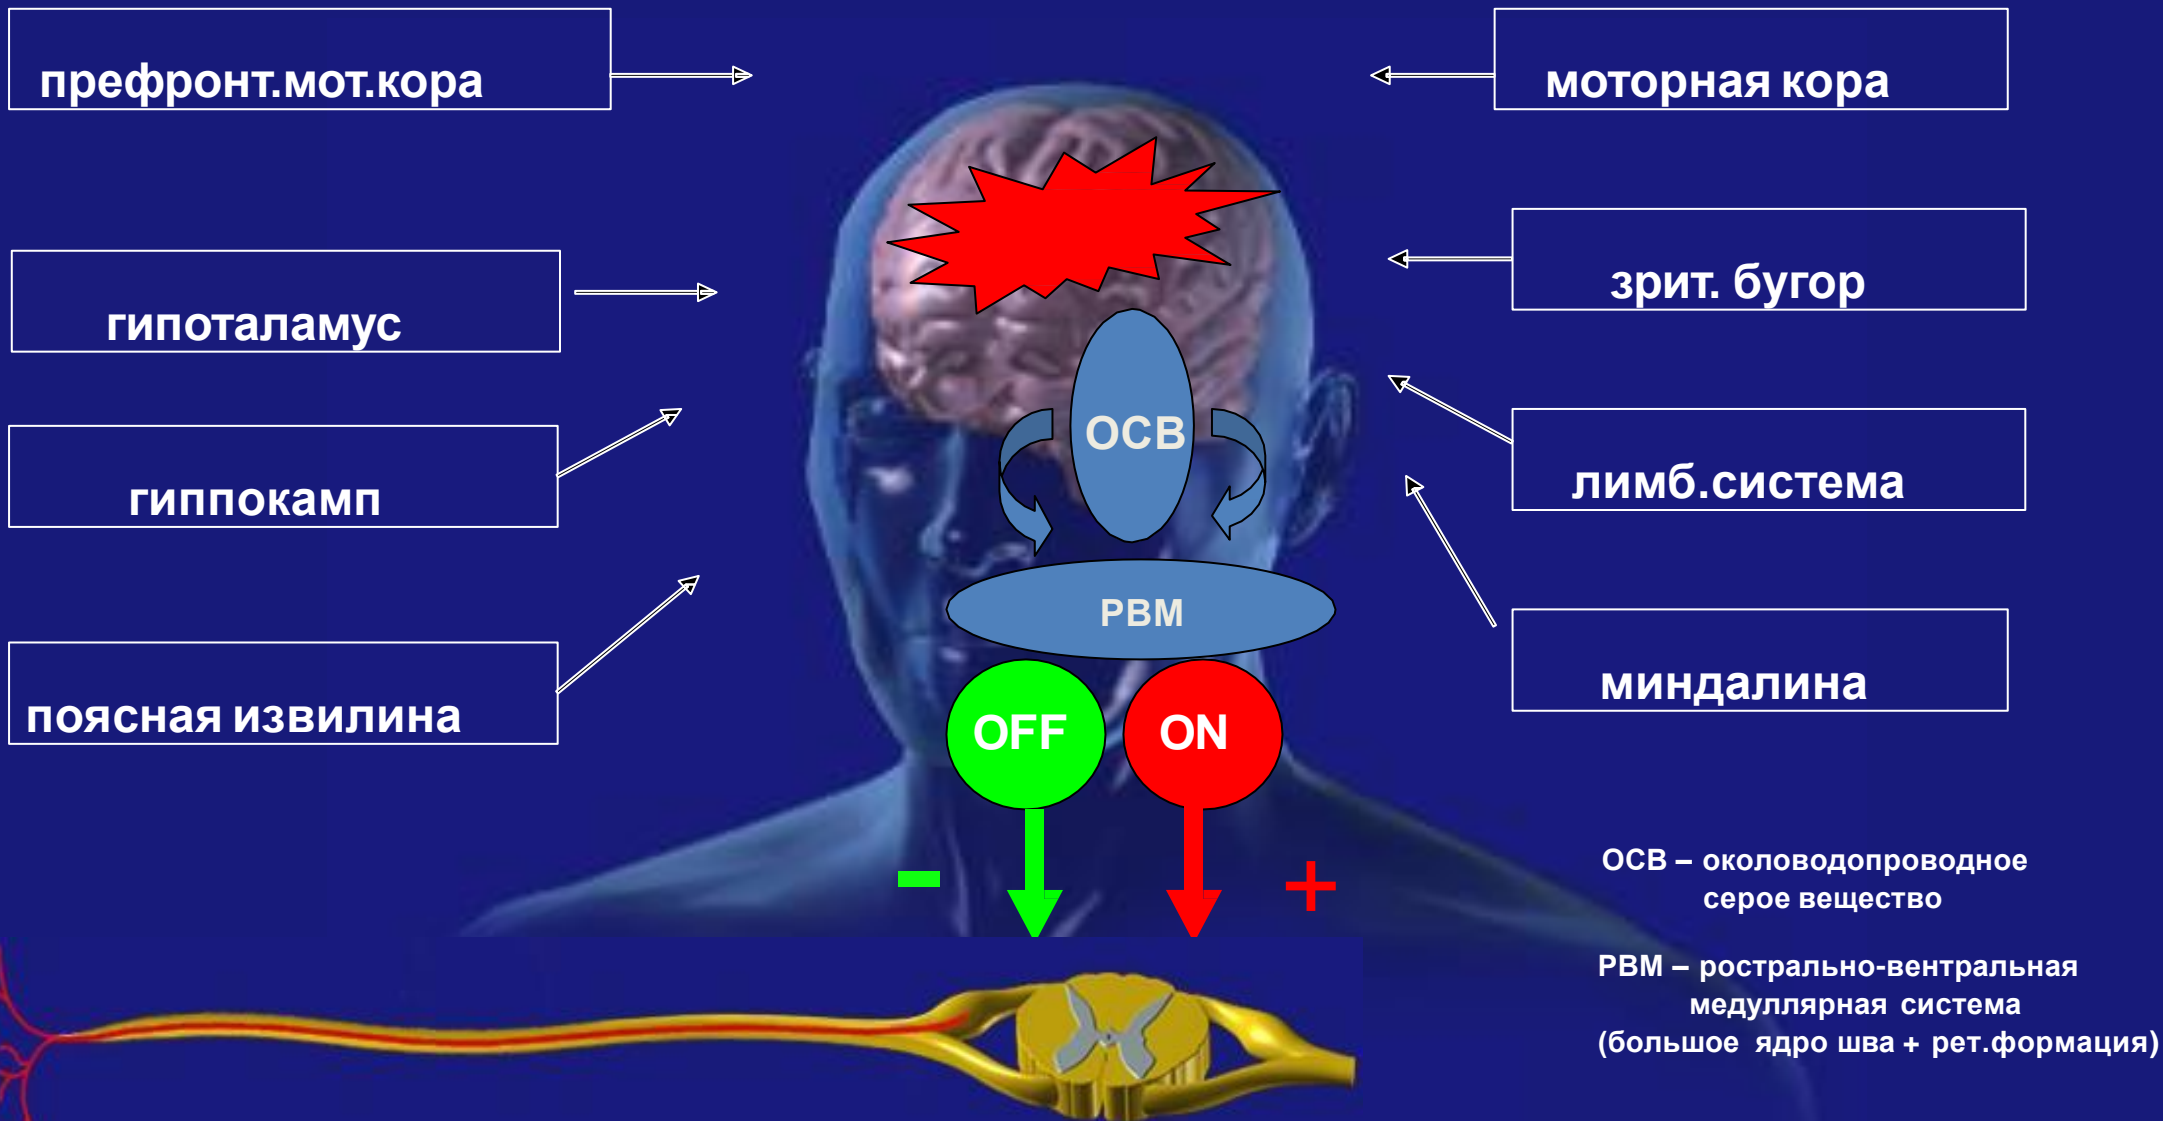 префронт.мот.кора
моторная кора
гипоталамус
зрит. бугор
гиппокамп
лимб.система
поясная извилина
миндалина
ОСВ
РВМ
OFF
ON
-
+
ОСВ – околоводопроводное
серое вещество
РВМ – рострально-вентральная
медуллярная система
(большое ядро шва + рет.формация)